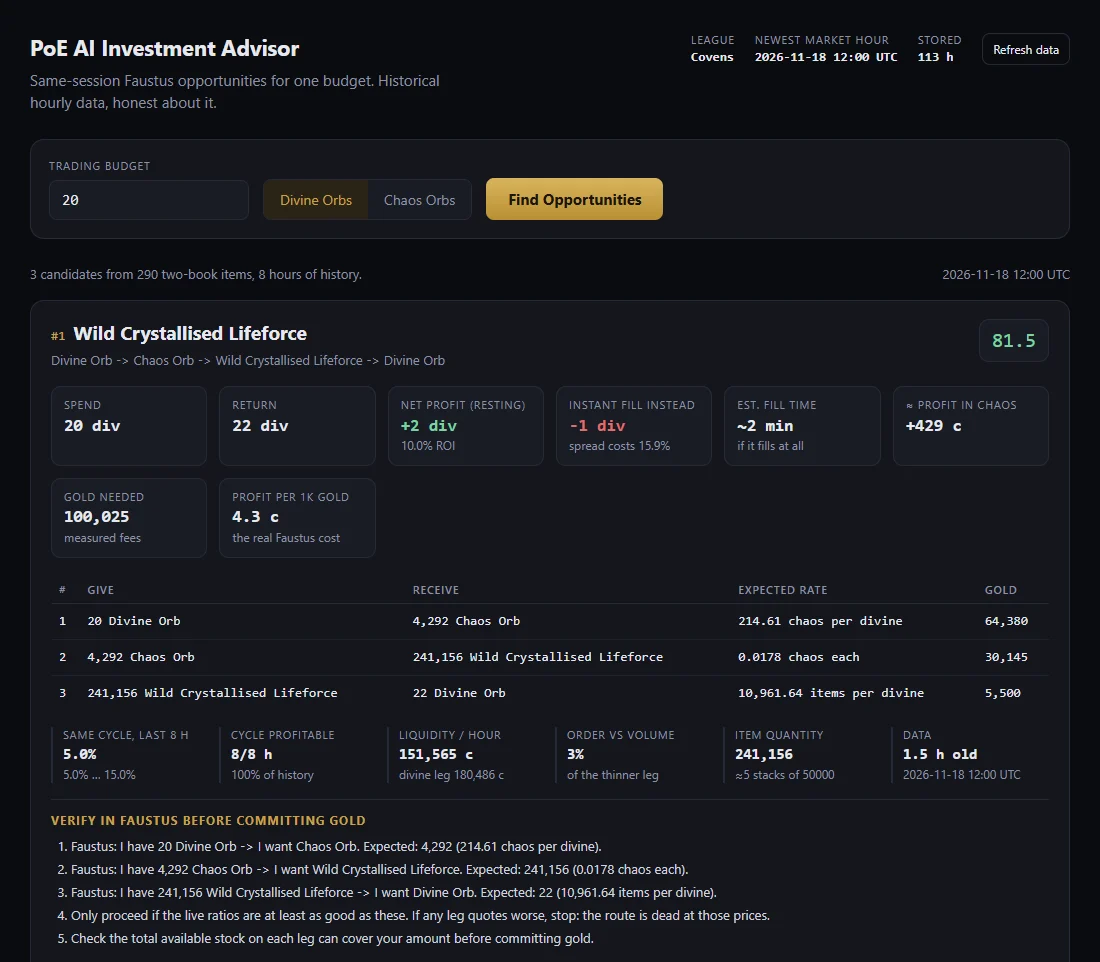 PoE AI Investment Advisor
Same-session Faustus opportunities for one budget. Historical
hourly data, honest about it.
LEAGUE
Covens
NEWEST MARKET HOUR
2026-11-18 12:00 UTC
STORED
113 h
Refresh data
TRADING BUDGET
20
Divine Orbs
Chaos Orbs
Find Opportunities
3 candidates from 290 two-book items, 8 hours of history.
2026-11-18 12:00 UTC
#1 Wild Crystallised Lifeforce
Divine Orb -> Chaos Orb -> Wild Crystallised Lifeforce -> Divine Orb
81.5
SPEND
20 div
RETURN
22 div
NET PROFIT (RESTING)
+2 div
10.0% ROI
INSTANT FILL INSTEAD
-1 div
spread costs 15.9%
EST. FILL TIME
~2 min
if it fills at all
≈ PROFIT IN CHAOS
+429 c
GOLD NEEDED
100,025
measured fees
PROFIT PER 1K GOLD
4.3 c
the real Faustus cost
# GIVE RECEIVE EXPECTED RATE GOLD
1 20 Divine Orb 4,292 Chaos Orb 214.61 chaos per divine 64,380
2 4,292 Chaos Orb 241,156 Wild Crystallised Lifeforce 0.0178 chaos each 30,145
3 241,156 Wild Crystallised Lifeforce 22 Divine Orb 10,961.64 items per divine 5,500
SAME CYCLE, LAST 8 H
5.0%
5.0% ... 15.0%
CYCLE PROFITABLE
8/8 h
100% of history
LIQUIDITY / HOUR
151,565 c
divine leg 180,486 c
ORDER VS VOLUME
3%
of the thinner leg
ITEM QUANTITY
241,156
≈5 stacks of 50000
DATA
1.5 h old
2026-11-18 12:00 UTC
VERIFY IN FAUSTUS BEFORE COMMITTING GOLD
1. Faustus: I have 20 Divine Orb -> I want Chaos Orb. Expected: 4,292 (214.61 chaos per divine).
2. Faustus: I have 4,292 Chaos Orb -> I want Wild Crystallised Lifeforce. Expected: 241,156 (0.0178 chaos each).
3. Faustus: I have 241,156 Wild Crystallised Lifeforce -> I want Divine Orb. Expected: 22 (10,961.64 items per divine).
4. Only proceed if the live ratios are at least as good as these. If any leg quotes worse, stop: the route is dead at those prices.
5. Check the total available stock on each leg can cover your amount before committing gold.